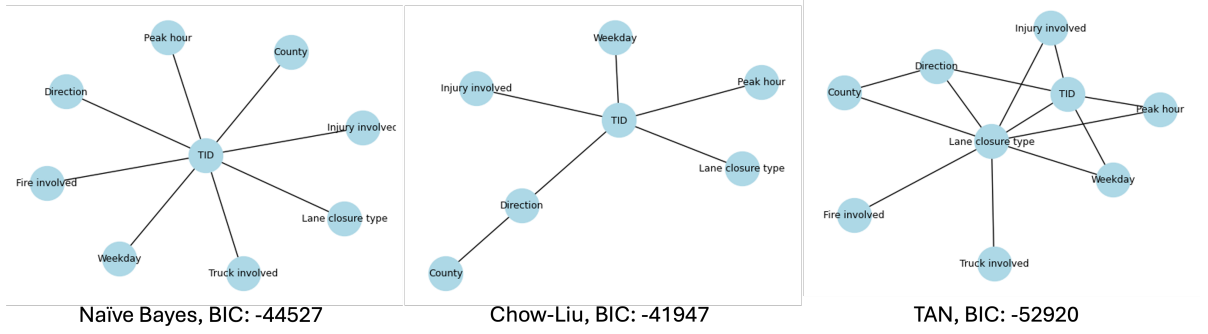 Peak hour
County
Direction
Injury involved
TID
Fire involved
Lane closure type
Weekday
Truck involved
Naïve Bayes, BIC: -44527
Weekday
Injury involved
Peak hour
TID
Lane closure type
Direction
County
Chow-Liu, BIC: -41947
Injury involved
Direction
County
TID
Peak hour
Lane closure type
Weekday
Fire involved
Truck involved
TAN, BIC: -52920